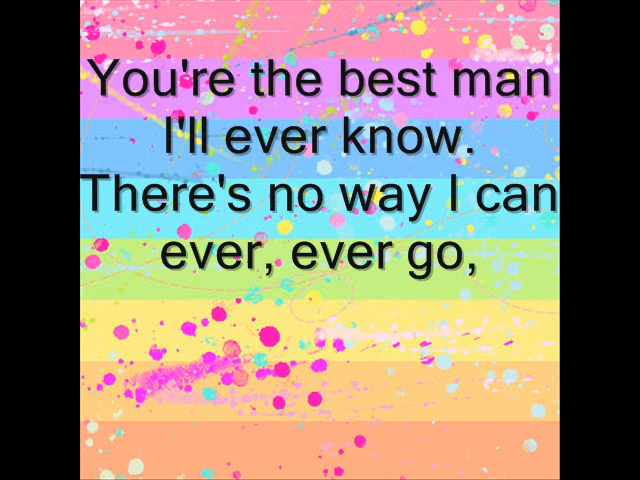 You're the best man
I'll ever know.
There's no way I can
ever, ever go,